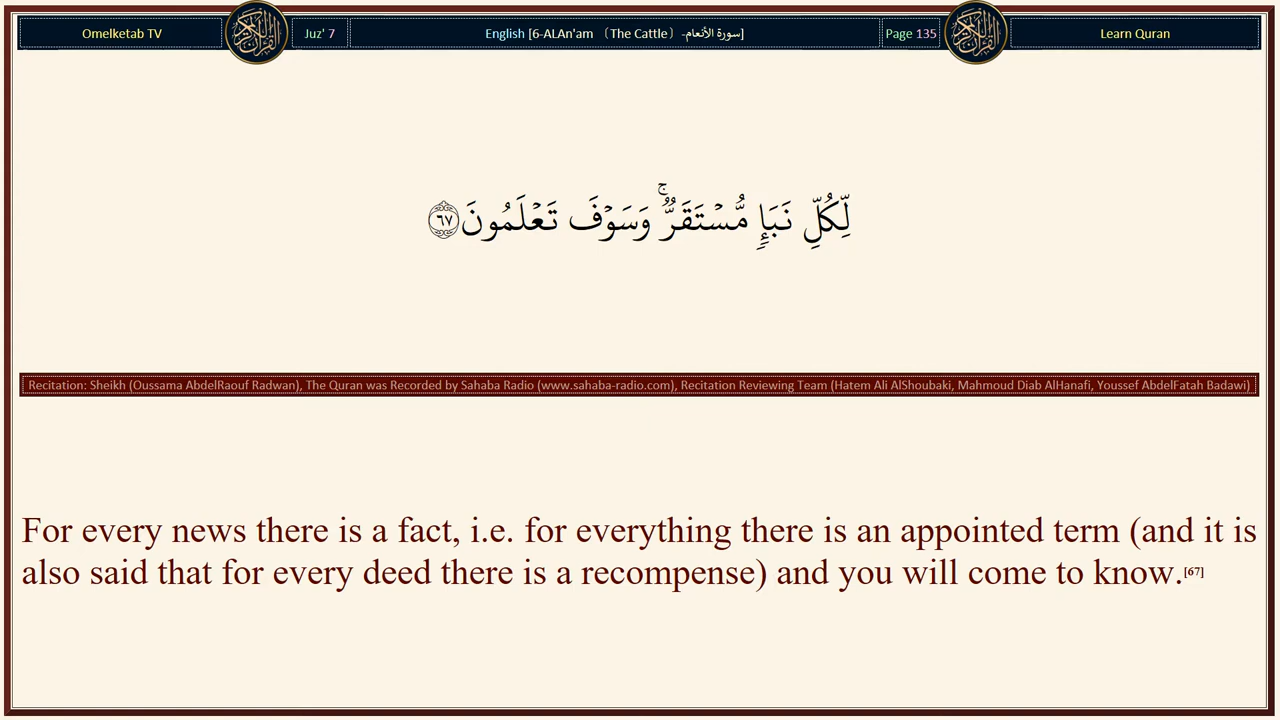 Omelketab TV
Juz' 7
English [6-ALAn'am （The Cattle） -سورة الأنعام]
Page 135
Learn Quran
لِّكُلِّ نَبَإٖ مُّسۡتَقَرّٞۚ وَسَوۡفَ تَعۡلَمُونَ ٦٧
Recitation: Sheikh (Oussama AbdelRaouf Radwan), The Quran was Recorded by Sahaba Radio (www.sahaba-radio.com), Recitation Reviewing Team (Hatem Ali AlShoubaki, Mahmoud Diab AlHanafi, Youssef AbdelFatah Badawi)
For every news there is a fact, i.e. for everything there is an appointed term (and it is
also said that for every deed there is a recompense) and you will come to know.[67]